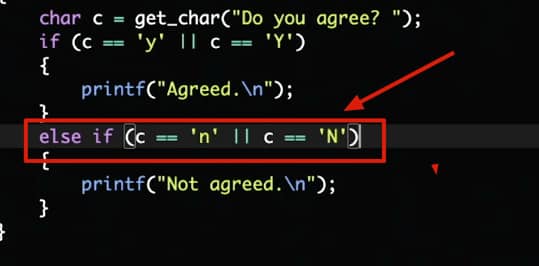 char c = get_char("Do you agree? ");
if (c == 'y' || c == 'Y')
{
printf("Agreed.\n");
}
else if (c == 'n' || c == 'N')
{
printf("Not agreed.\n");
}
}